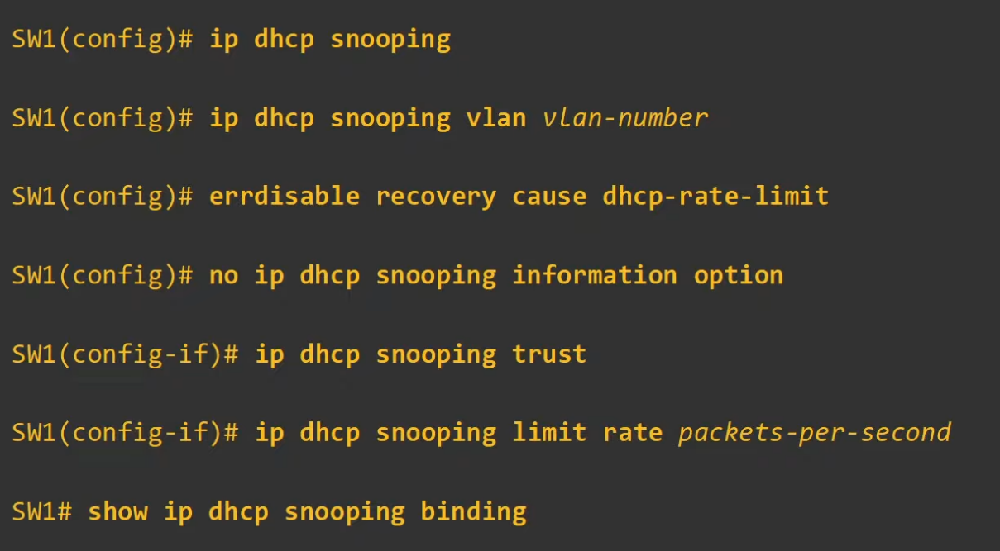 SW1(config)# ip dhcp snooping
SW1(config)# ip dhcp snooping vlan vlan-number
SW1(config)# errdisable recovery cause dhcp-rate-limit
SW1(config)# no ip dhcp snooping information option
SW1(config-if)# ip dhcp snooping trust
SW1(config-if)# ip dhcp snooping limit rate packets-per-second
SW1# show ip dhcp snooping binding